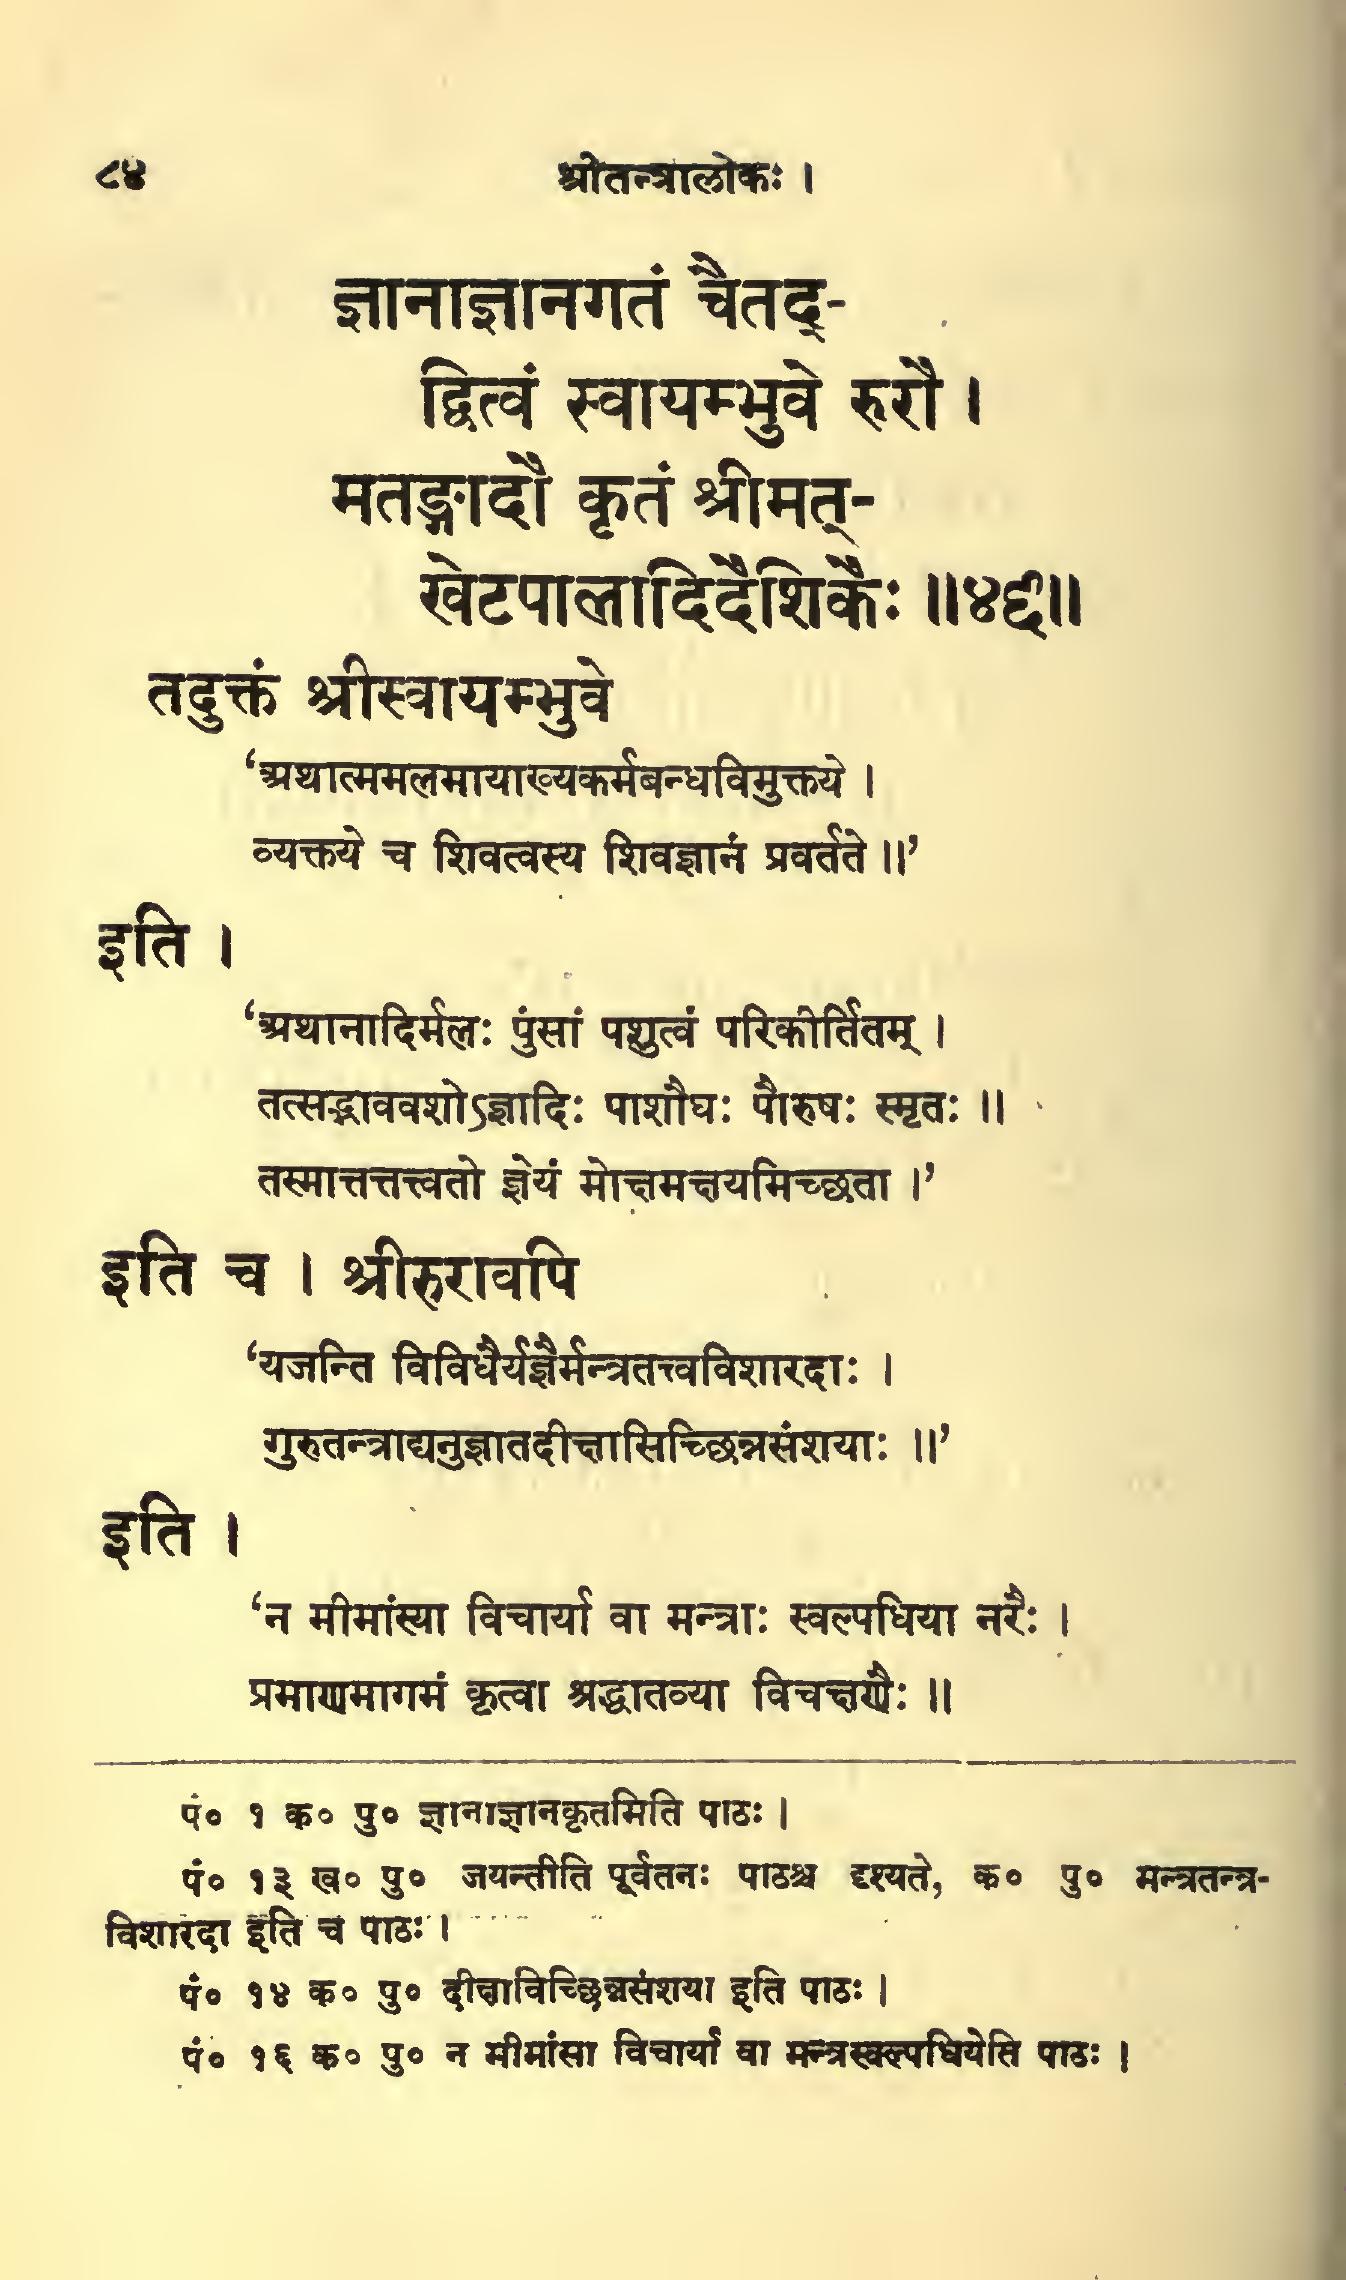 ८४ श्रीतन्त्रालोकः ।
ज्ञानाज्ञानगतं चैतद्-
द्वित्वं स्वायम्भुवे रुरौ ।
मतङ्गादौ कृतं श्रीमत्-
खेटपालादिदैशिकैः ॥४६॥
तदुक्तं श्रीस्वायम्भुवे
‘अथात्ममलमायाख्यकर्मबन्धविमुक्तये ।
व्यक्तये च शिवत्वस्य शिवज्ञानं प्रवर्तते ॥’
इति ।
‘अथानादिर्मलः पुंसां पशुत्वं परिकीर्तितम् ।
तत्सद्भाववशोऽज्ञादिः पाशौघः पौरुषः स्मृतः ॥
तस्मात्तत्तत्त्वतो ज्ञेयं मोक्षमक्षयमिच्छता ।’
इति च । श्रीरुरावपि
‘यजन्ति विविधैर्यज्ञैर्मन्त्रतत्त्वविशारदाः ।
गुरुतन्त्राद्यनुज्ञातदीक्षासिच्छिन्नसंशयाः ॥’
इति ।
‘न मीमांस्या विचार्या वा मन्त्राः स्वल्पधिया नरैः ।
प्रमाणमागमं कृत्वा श्रद्धातव्या विचक्षणैः ॥
पं० १ क० पु० ज्ञानाज्ञानकृतमिति पाठः ।
पं० १३ ख० पु० जयन्तीति पूर्वतनः पाठश्च दृश्यते, क० पु० मन्त्रतन्त्र-
विशारदा इति च पाठः ।
पं० १४ क० पु० दीक्षाविच्छिन्नसंशया इति पाठः ।
पं० १६ क० पु० न मीमांसा विचार्या वा मन्त्रस्वल्पधियेति पाठः ।